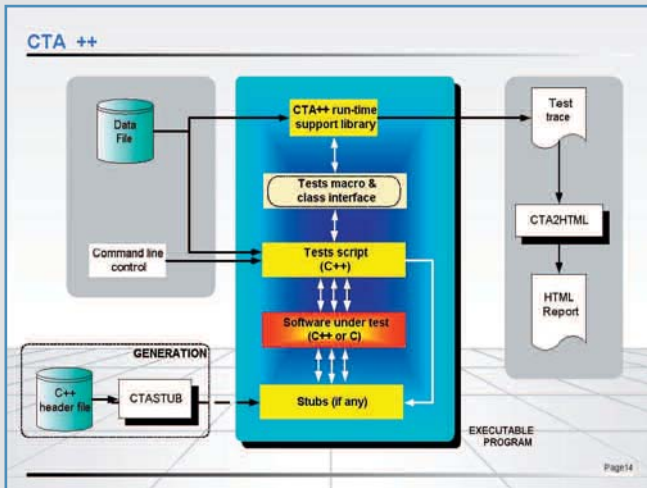 CTA ++
Data
File
Command line
control
CTA++ run-time
support library
Tests macro &
class interface
Tests script
(C++)
Software under test
(C++ or C)
Stubs (if any)
Test
trace
CTA2HTML
HTML
Report
GENERATION
C++
header file
CTASTUB
EXECUTABLE
PROGRAM
Page14